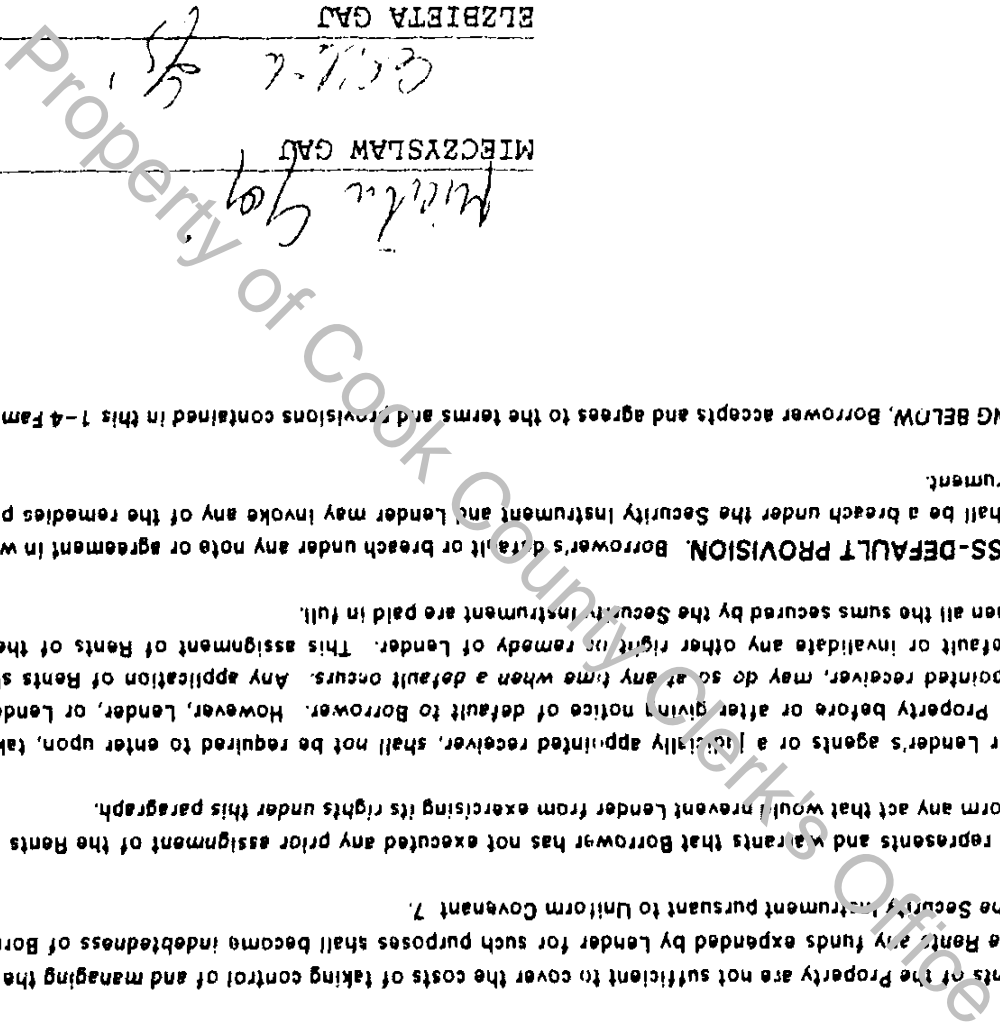 nts of the Property are not sufficient to cover the costs of taking control of and managing the
e Rents any funds expended by Lender for such purposes shall become indebtedness of Bor
he Security Instrument pursuant to Uniform Covenant 7.
represents and warrants that Borrower has not executed any prior assignment of the Rents
orm any act that would prevent Lender from exercising its rights under this paragraph.
r Lender's agents or a judicially appointed receiver, shall not be required to enter upon, tak
Property before or after giving notice of default to Borrower. However, Lender, or Lende
pointed receiver, may do so at any time when a default occurs. Any application of Rents s
efault or invalidate any other right or remedy of Lender. This assignment of Rents of the
hen all the sums secured by the Security Instrument are paid in full.
SS-DEFAULT PROVISION. Borrower's default or breach under any note or agreement in w
hall be a breach under the Security Instrument and Lender may invoke any of the remedies p
rument.
NG BELOW, Borrower accepts and agrees to the terms and provisions contained in this 1-4 Fam
MIECZYSLAW GAJ
ELZBIETA GAJ
Property of Cook County Clerk's Office